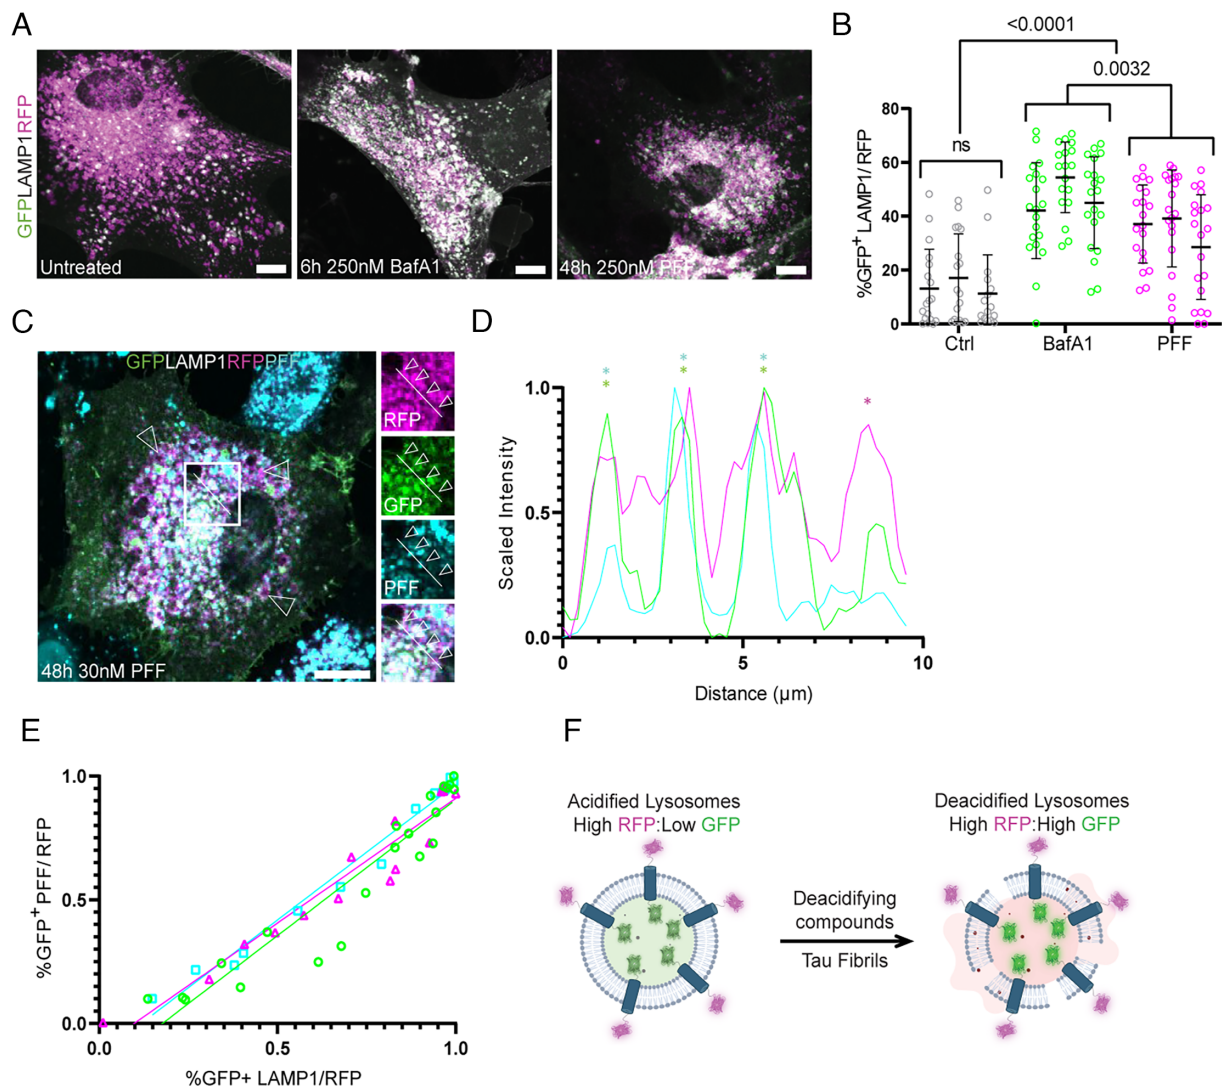 A
GFPLAMP1RFP
Untreated
6h 250nM BafA1
48h 250nM PFF
B
<0.0001
0.0032
ns
%GFP+ LAMP1/RFP
80
60
40
20
0
Ctrl
BafA1
PFF
C
GFPLAMP1RFPPFF
48h 30nM PFF
RFP
GFP
PFF
D
* * *
* * * *
Scaled Intensity
1.0
0.5
0.0
0
5
10
Distance (µm)
E
%GFP+ PFF/ RFP
1.0
0.5
0.0
0.0
0.5
1.0
%GFP+ LAMP1/RFP
F
Acidified Lysosomes
High RFP:Low GFP
Deacidifying
compounds
Tau Fibrils
Deacidified Lysosomes
High RFP:High GFP